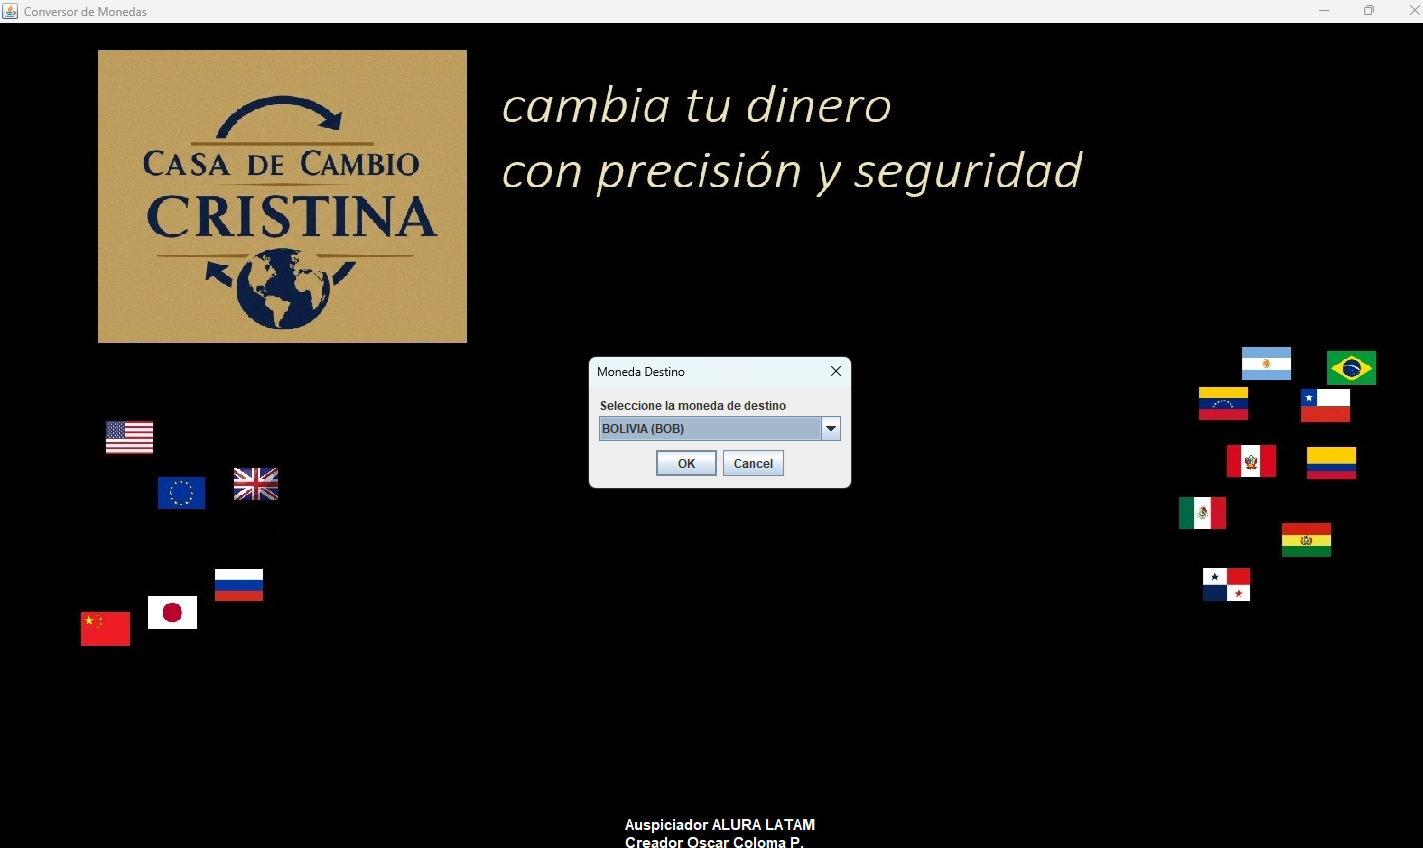 Conversor de Monedas
CASA DE CAMBIO
CRISTINA
cambia tu dinero
con precisión y seguridad
Moneda Destino
Seleccione la moneda de destino
BOLIVIA (BOB)
OK
Cancel
Auspiciador ALURA LATAM
Creador Oscar Coloma P.